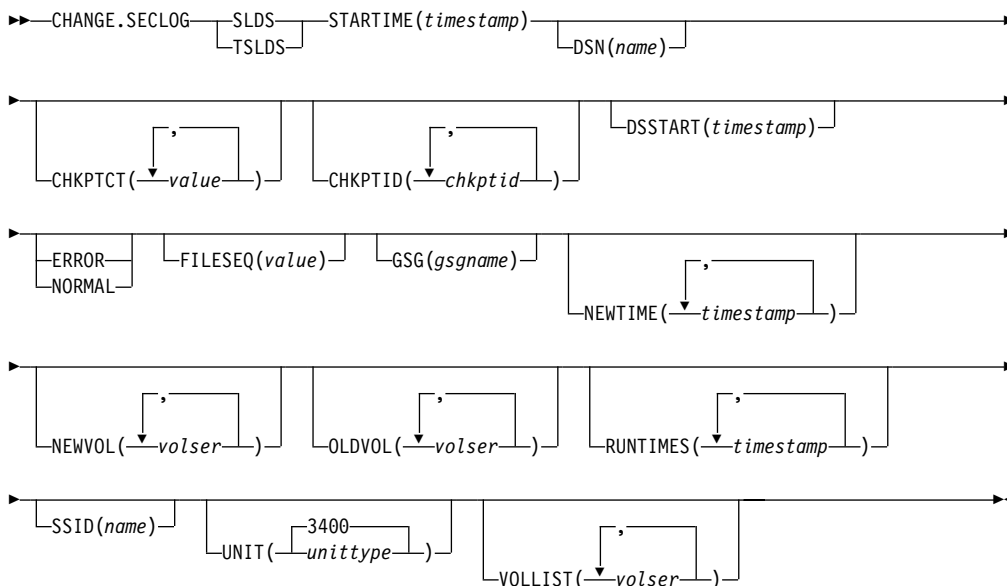 CHANGE.SECLOG SLDS STARTIME(timestamp)
TSLDS DSN(name)
, ,
DSSTART(timestamp)
CHKPTCT( value ) CHKPTID( chkptid )
ERROR FILESEQ(value) GSG(gsgname)
NORMAL
,
NEWTIME( timestamp )
, , ,
NEWVOL( volser ) OLDVOL( volser ) RUNTIMES( timestamp )
SSID(name)
3400
UNIT( unittype )
,
VOLLIST( volser )